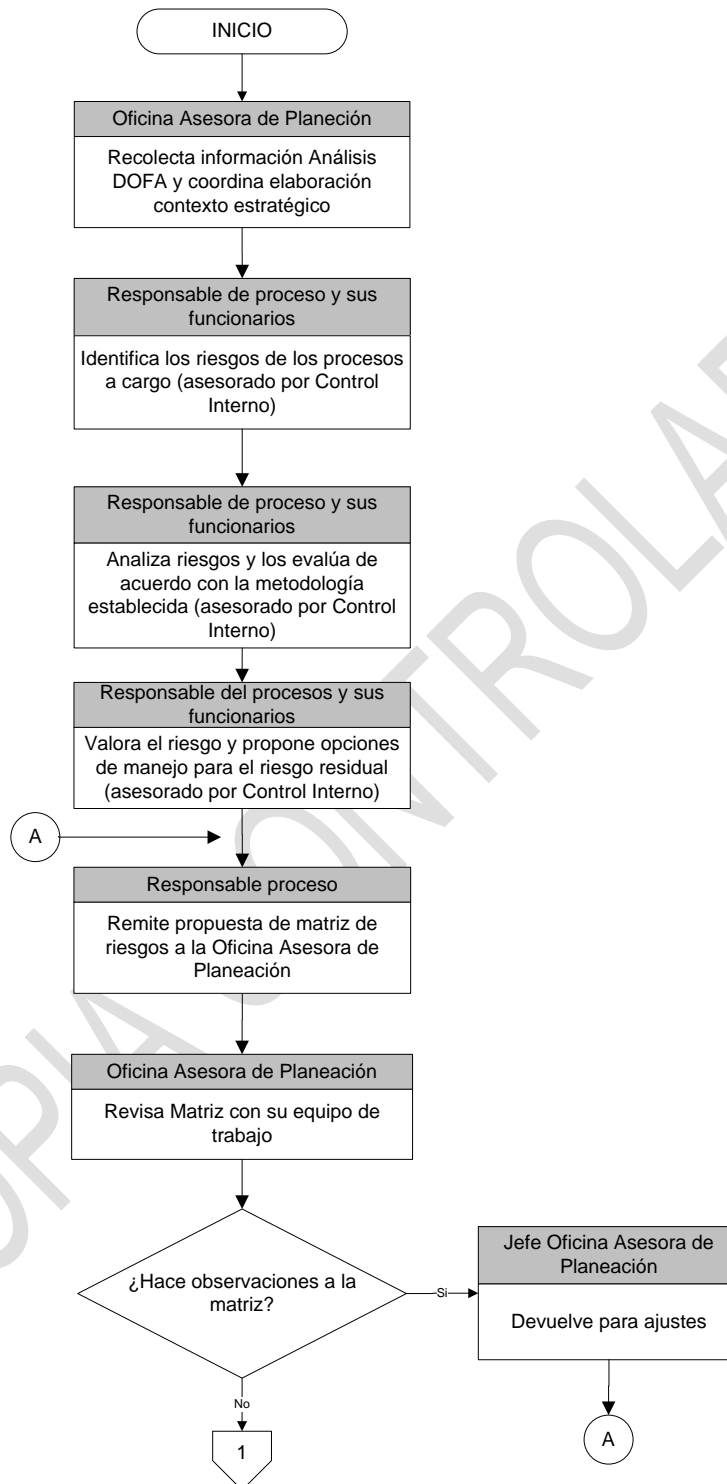 INICIO
Oficina Asesora de Planeción
Recolecta información Análisis
DOFA y coordina elaboración
contexto estratégico
Responsable de proceso y sus
funcionarios
Identifica los riesgos de los procesos
a cargo (asesorado por Control
Interno)
Responsable de proceso y sus
funcionarios
Analiza riesgos y los evalúa de
acuerdo con la metodología
establecida (asesorado por Control
Interno)
Responsable del procesos y sus
funcionarios
Valora el riesgo y propone opciones
de manejo para el riesgo residual
(asesorado por Control Interno)
A
Responsable proceso
Remite propuesta de matriz de
riesgos a la Oficina Asesora de
Planeación
Oficina Asesora de Planeación
Revisa Matriz con su equipo de
trabajo
¿Hace observaciones a la
matriz?
Si
Jefe Oficina Asesora de
Planeación
Devuelve para ajustes
A
No
1